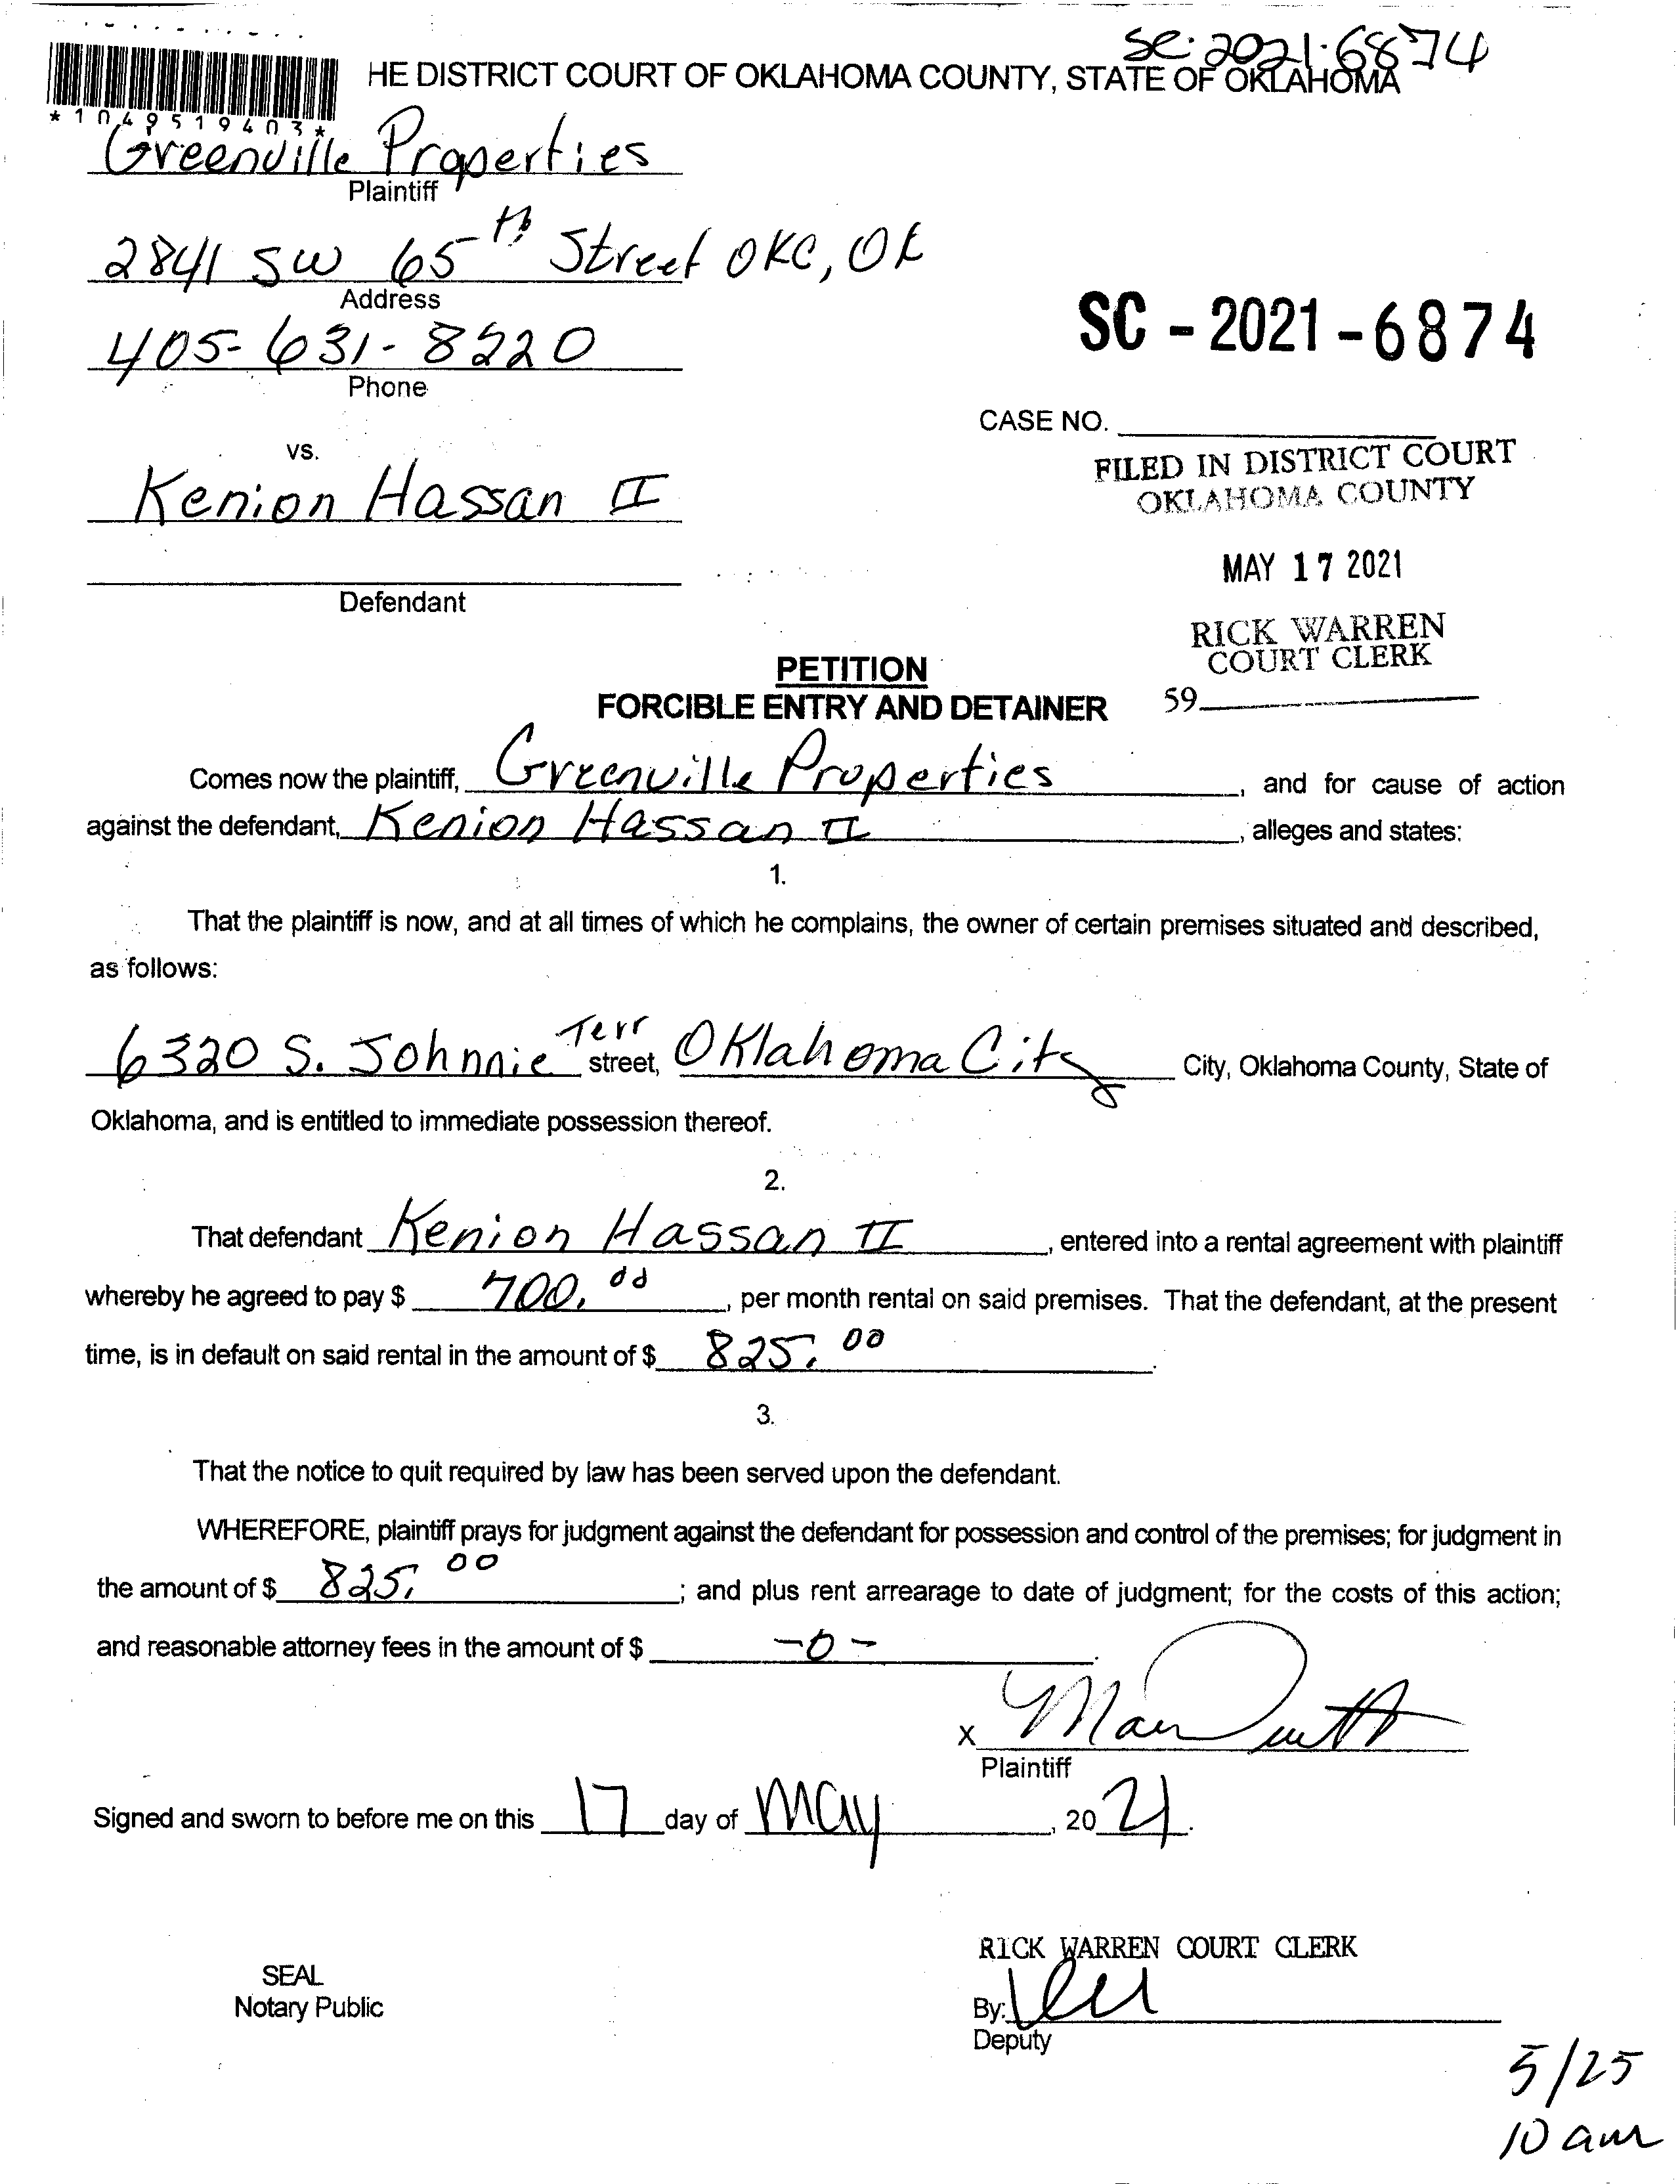 SC-2021-6874
HE DISTRICT COURT OF OKLAHOMA COUNTY, STATE OF OKLAHOMA
*1049519403*
Greenville Properties
Plaintiff
2841 SW 65th Street OKC, OK
Address
405-631-8220
Phone
SC - 2021 - 6874
CASE NO.
vs.
FILED IN DISTRICT COURT
OKLAHOMA COUNTY
Kenion Hassan II
MAY 17 2021
Defendant
RICK WARREN
COURT CLERK
59
PETITION
FORCIBLE ENTRY AND DETAINER
Comes now the plaintiff, Greenville Properties, and for cause of action
against the defendant, Kenion Hassan II, alleges and states:
1.
That the plaintiff is now, and at all times of which he complains, the owner of certain premises situated and described,
as follows:
6320 S. Johnnie Terr street, Oklahoma City City, Oklahoma County, State of
Oklahoma, and is entitled to immediate possession thereof.
2.
That defendant Kenion Hassan II, entered into a rental agreement with plaintiff
whereby he agreed to pay $ 700.00, per month rental on said premises. That the defendant, at the present
time, is in default on said rental in the amount of $ 825.00.
3.
That the notice to quit required by law has been served upon the defendant.
WHEREFORE, plaintiff prays for judgment against the defendant for possession and control of the premises; for judgment in
the amount of $ 825.00; and plus rent arrearage to date of judgment; for the costs of this action;
and reasonable attorney fees in the amount of $ -0-.
X
Plaintiff
Signed and sworn to before me on this 17 day of May, 2021.
RICK WARREN COURT CLERK
SEAL
Notary Public
By:
Deputy
5/25
10 am